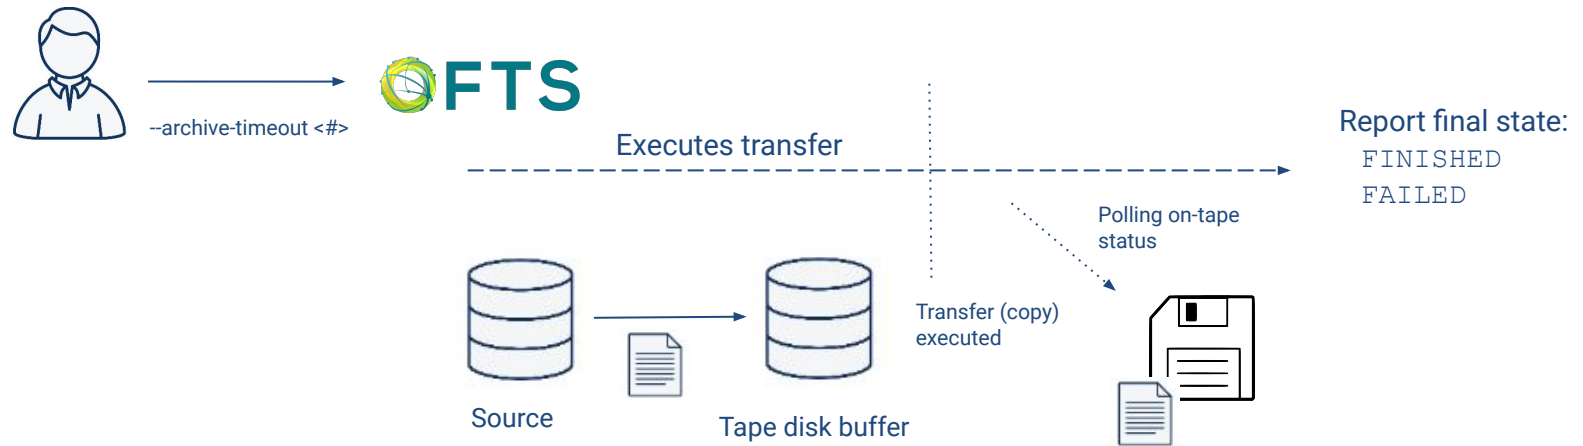 --archive-timeout <#>
FTS
Executes transfer
Report final state:
FINISHED
FAILED
Polling on-tape
status
Transfer (copy)
executed
Source
Tape disk buffer